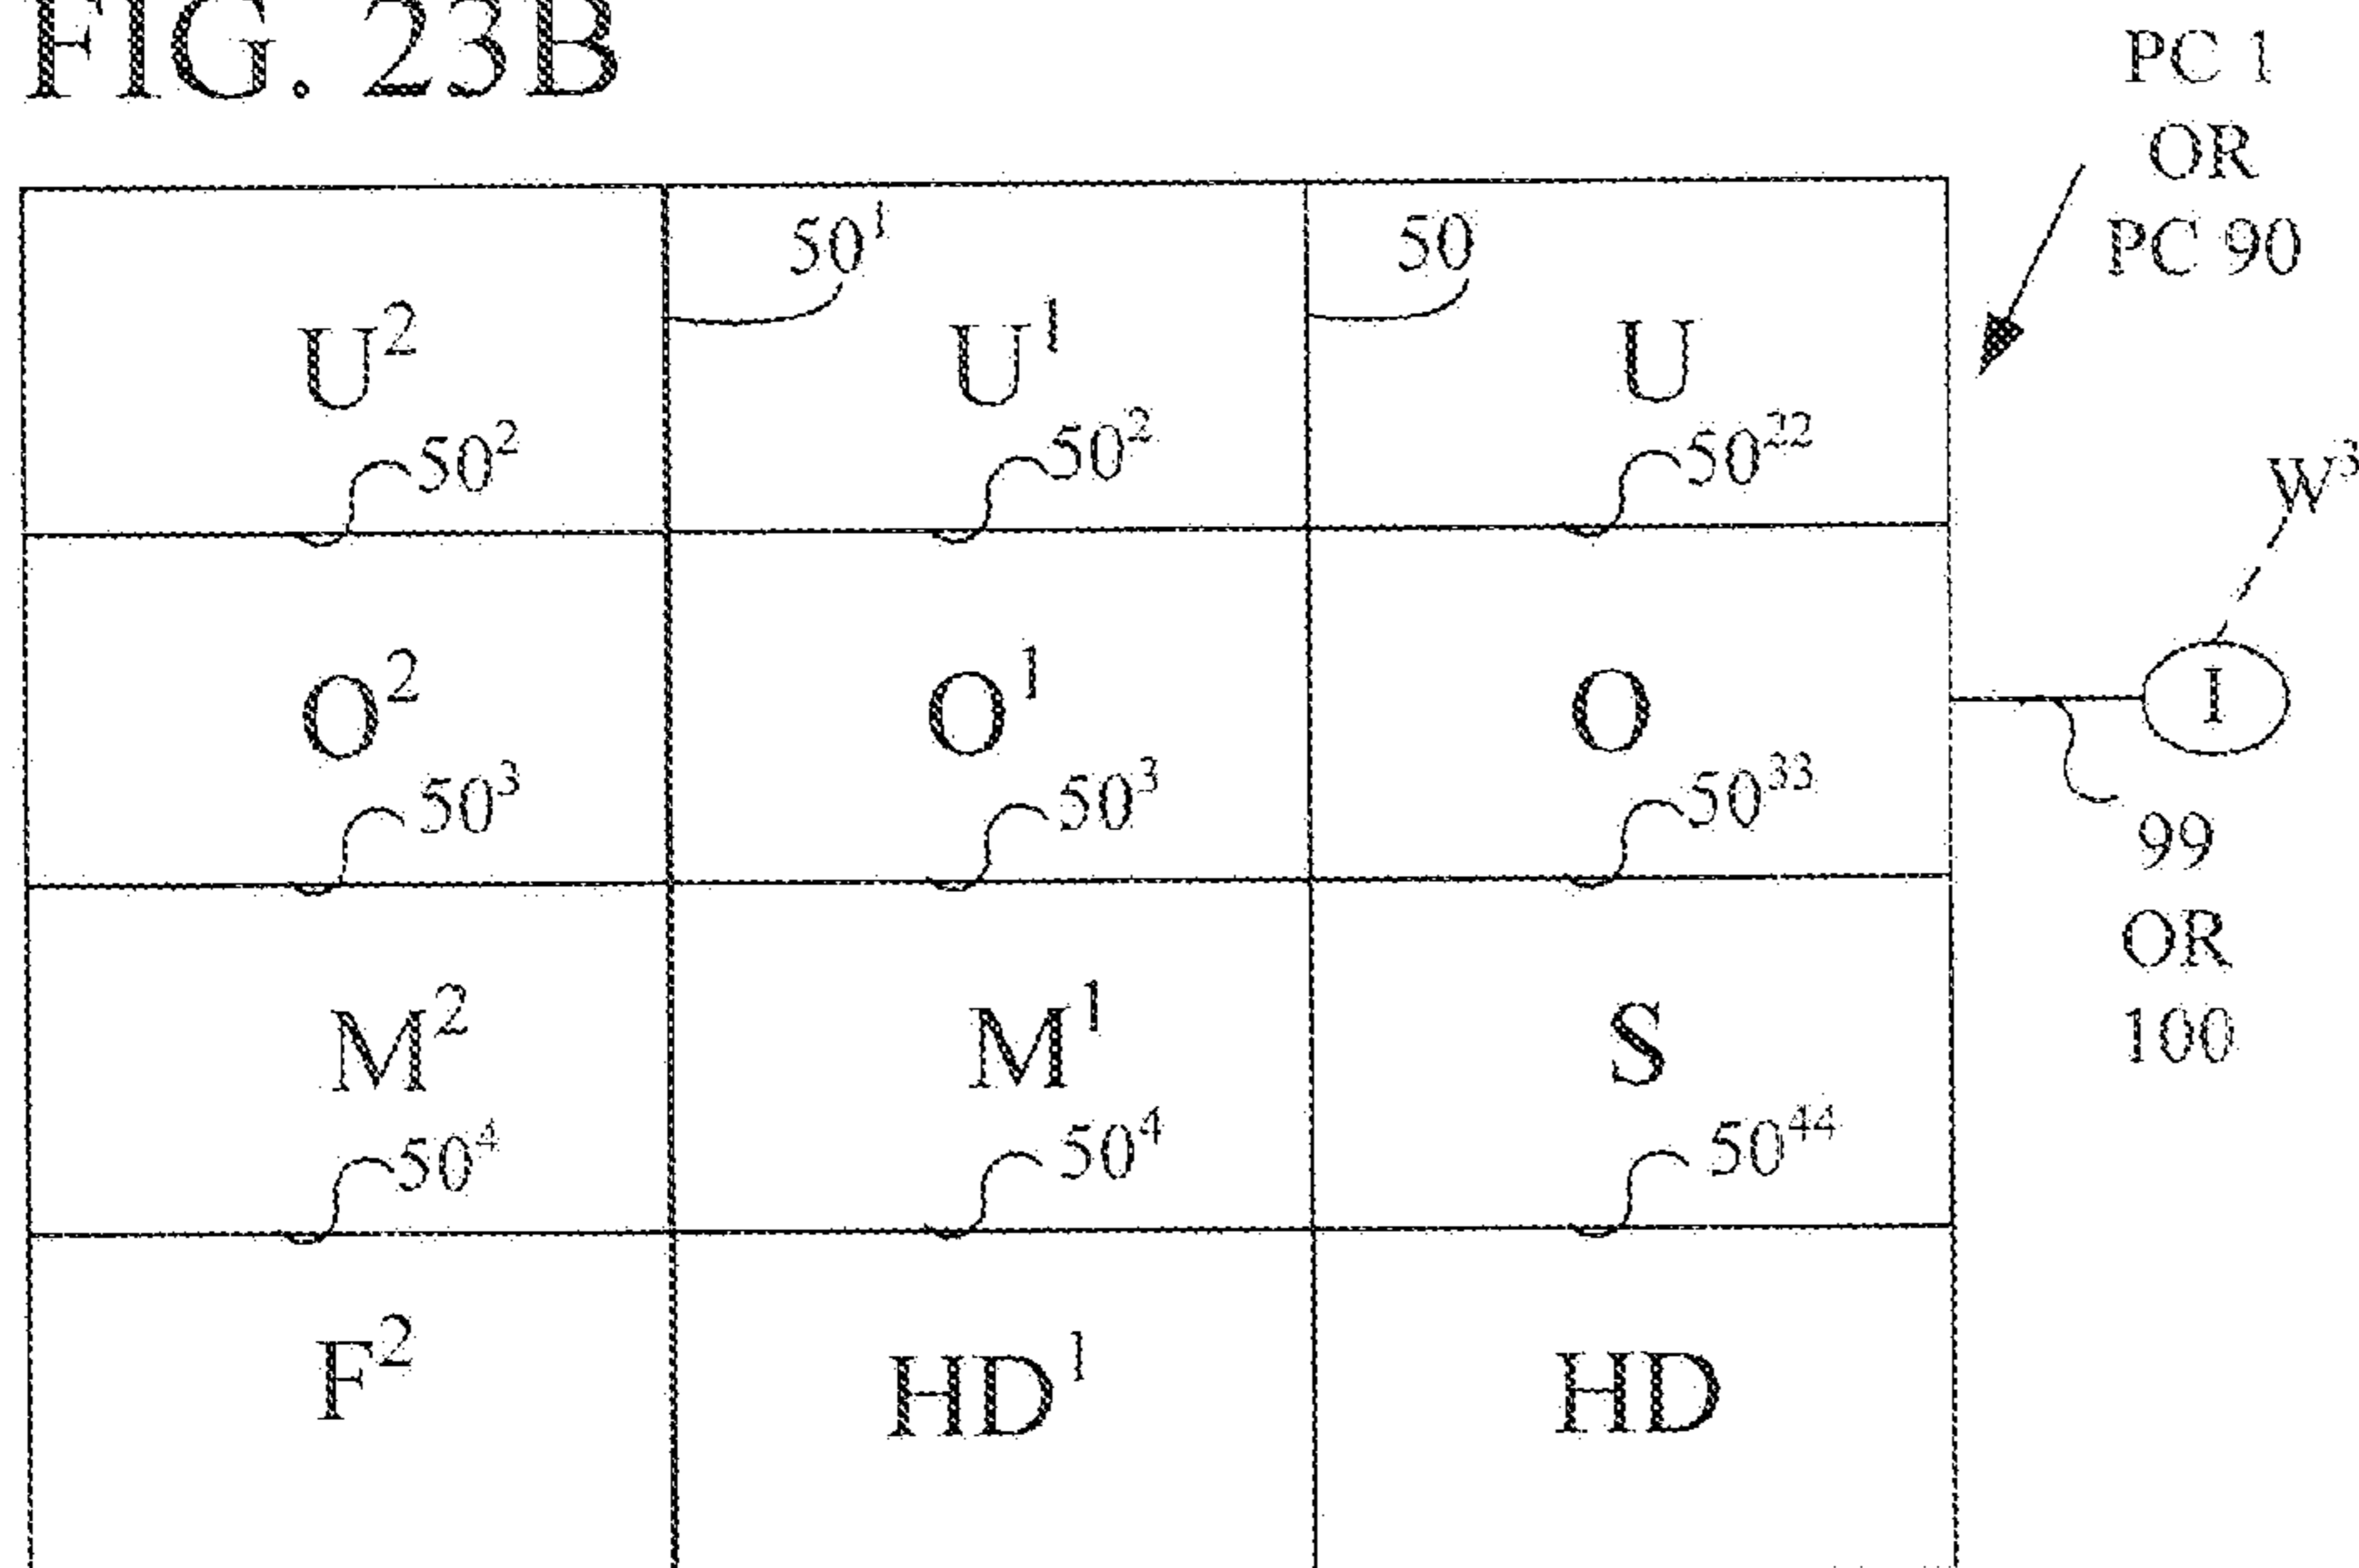 FIG. 23B
PC 1
OR
PC 90
50¹
50
U²
U¹
U
50²
50²
50²²
W³
O²
O¹
O
I
50³
50³
50³³
99
OR
100
M²
M¹
S
50⁴
50⁴
50⁴⁴
F²
HD¹
HD